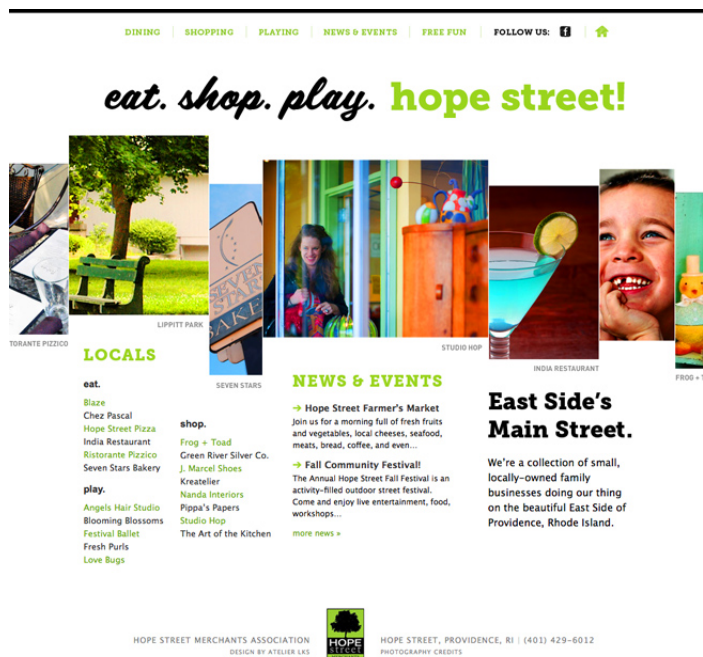 DINING
SHOPPING
PLAYING
NEWS & EVENTS
FREE FUN
FOLLOW US:
f
eat. shop. play. hope street!
SEVEN
STARS
BAKE
TORANTE PIZZICO
LIPPITT PARK
SEVEN STARS
STUDIO HOP
INDIA RESTAURANT
FROG + T
LOCALS
eat.
Blaze
Chez Pascal
Hope Street Pizza
India Restaurant
Ristorante Pizzico
Seven Stars Bakery
play.
Angels Hair Studio
Blooming Blossoms
Festival Ballet
Fresh Purls
Love Bugs
shop.
Frog + Toad
Green River Silver Co.
J. Marcel Shoes
Kreatelier
Nanda Interiors
Pippa's Papers
Studio Hop
The Art of the Kitchen
NEWS & EVENTS
➔ Hope Street Farmer's Market
Join us for a morning full of fresh fruits
and vegetables, local cheeses, seafood,
meats, bread, coffee, and even...
➔ Fall Community Festival!
The Annual Hope Street Fall Festival is an
activity-filled outdoor street festival.
Come and enjoy live entertainment, food,
workshops...
more news »
East Side's
Main Street.
We're a collection of small,
locally-owned family
businesses doing our thing
on the beautiful East Side of
Providence, Rhode Island.
HOPE STREET MERCHANTS ASSOCIATION
DESIGN BY ATELIER LKS
HOPE
street
HOPE STREET, PROVIDENCE, RI | (401) 429-6012
PHOTOGRAPHY CREDITS